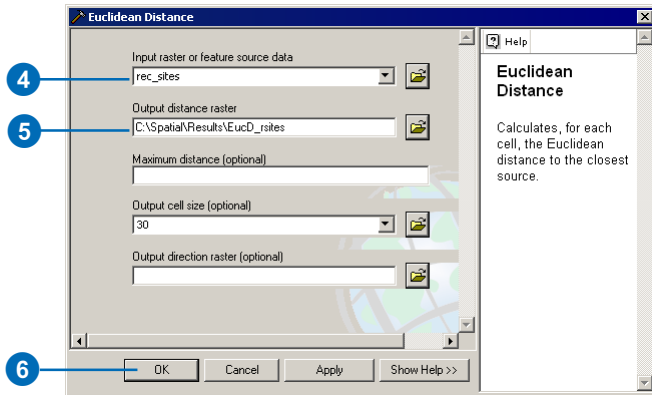 Euclidean Distance
Input raster or feature source data
4
rec_sites
Output distance raster
5
C:\Spatial\Results\EucD_rsites
Maximum distance (optional)
Output cell size (optional)
30
Output direction raster (optional)
6
OK
Cancel
Apply
Show Help >>
Help
Euclidean
Distance
Calculates, for each
cell, the Euclidean
distance to the closest
source.